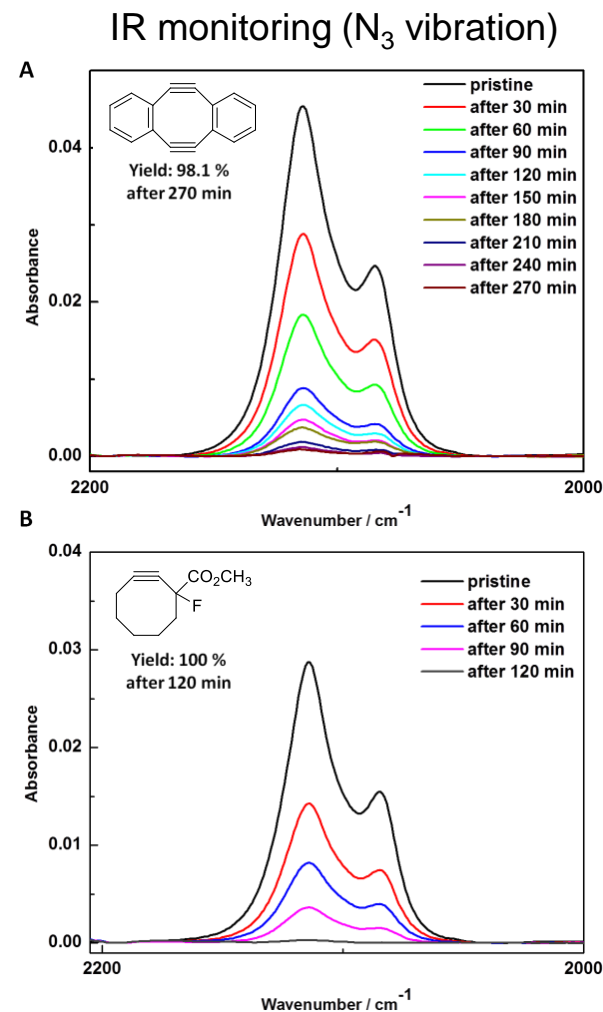 IR monitoring (N₃ vibration)
A
pristine
after 30 min
after 60 min
after 90 min
after 120 min
after 150 min
after 180 min
after 210 min
after 240 min
after 270 min
Yield: 98.1 %
after 270 min
0.04
0.02
0.00
Absorbance
2200
2000
Wavenumber / cm⁻¹
B
0.04
0.03
0.02
0.01
0.00
Absorbance
CO₂CH₃
F
Yield: 100 %
after 120 min
pristine
after 30 min
after 60 min
after 90 min
after 120 min
2200
2000
Wavenumber / cm⁻¹